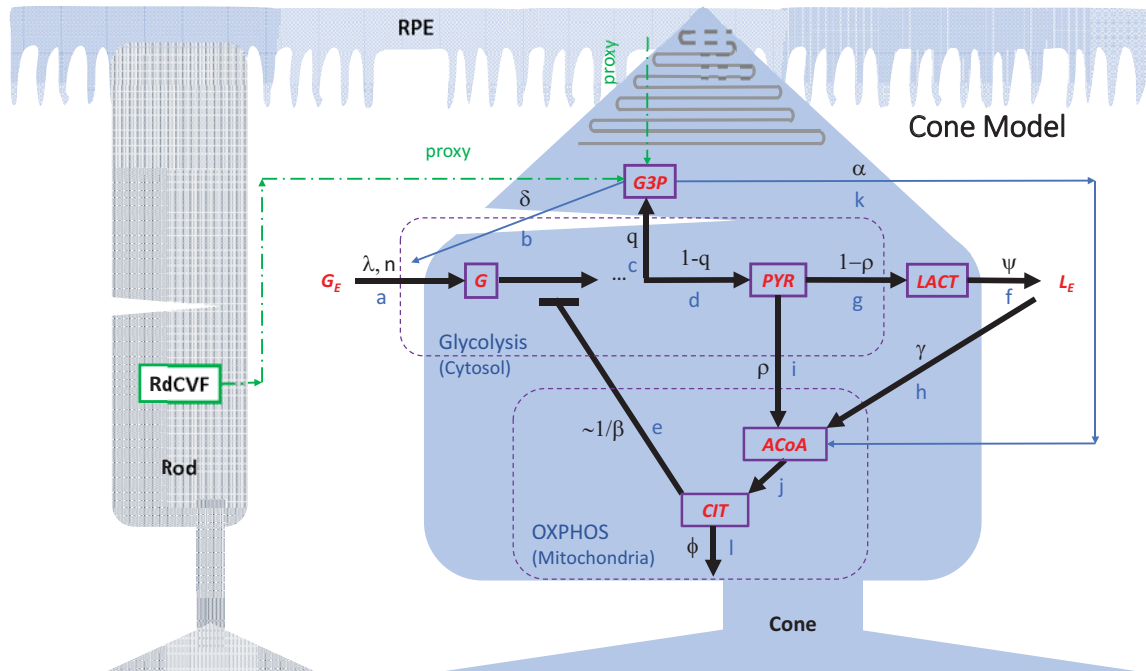 RPE
proxy
Cone Model
proxy
G3P
α
k
δ
b
q
c
λ, n
G_E
a
G
...
1-q
d
PYR
1−ρ
g
LACT
ψ
f
L_E
Glycolysis
(Cytosol)
ρ
i
γ
h
RdCVF
~1/β
e
ACoA
j
Rod
CIT
OXPHOS
(Mitochondria)
ϕ
l
Cone